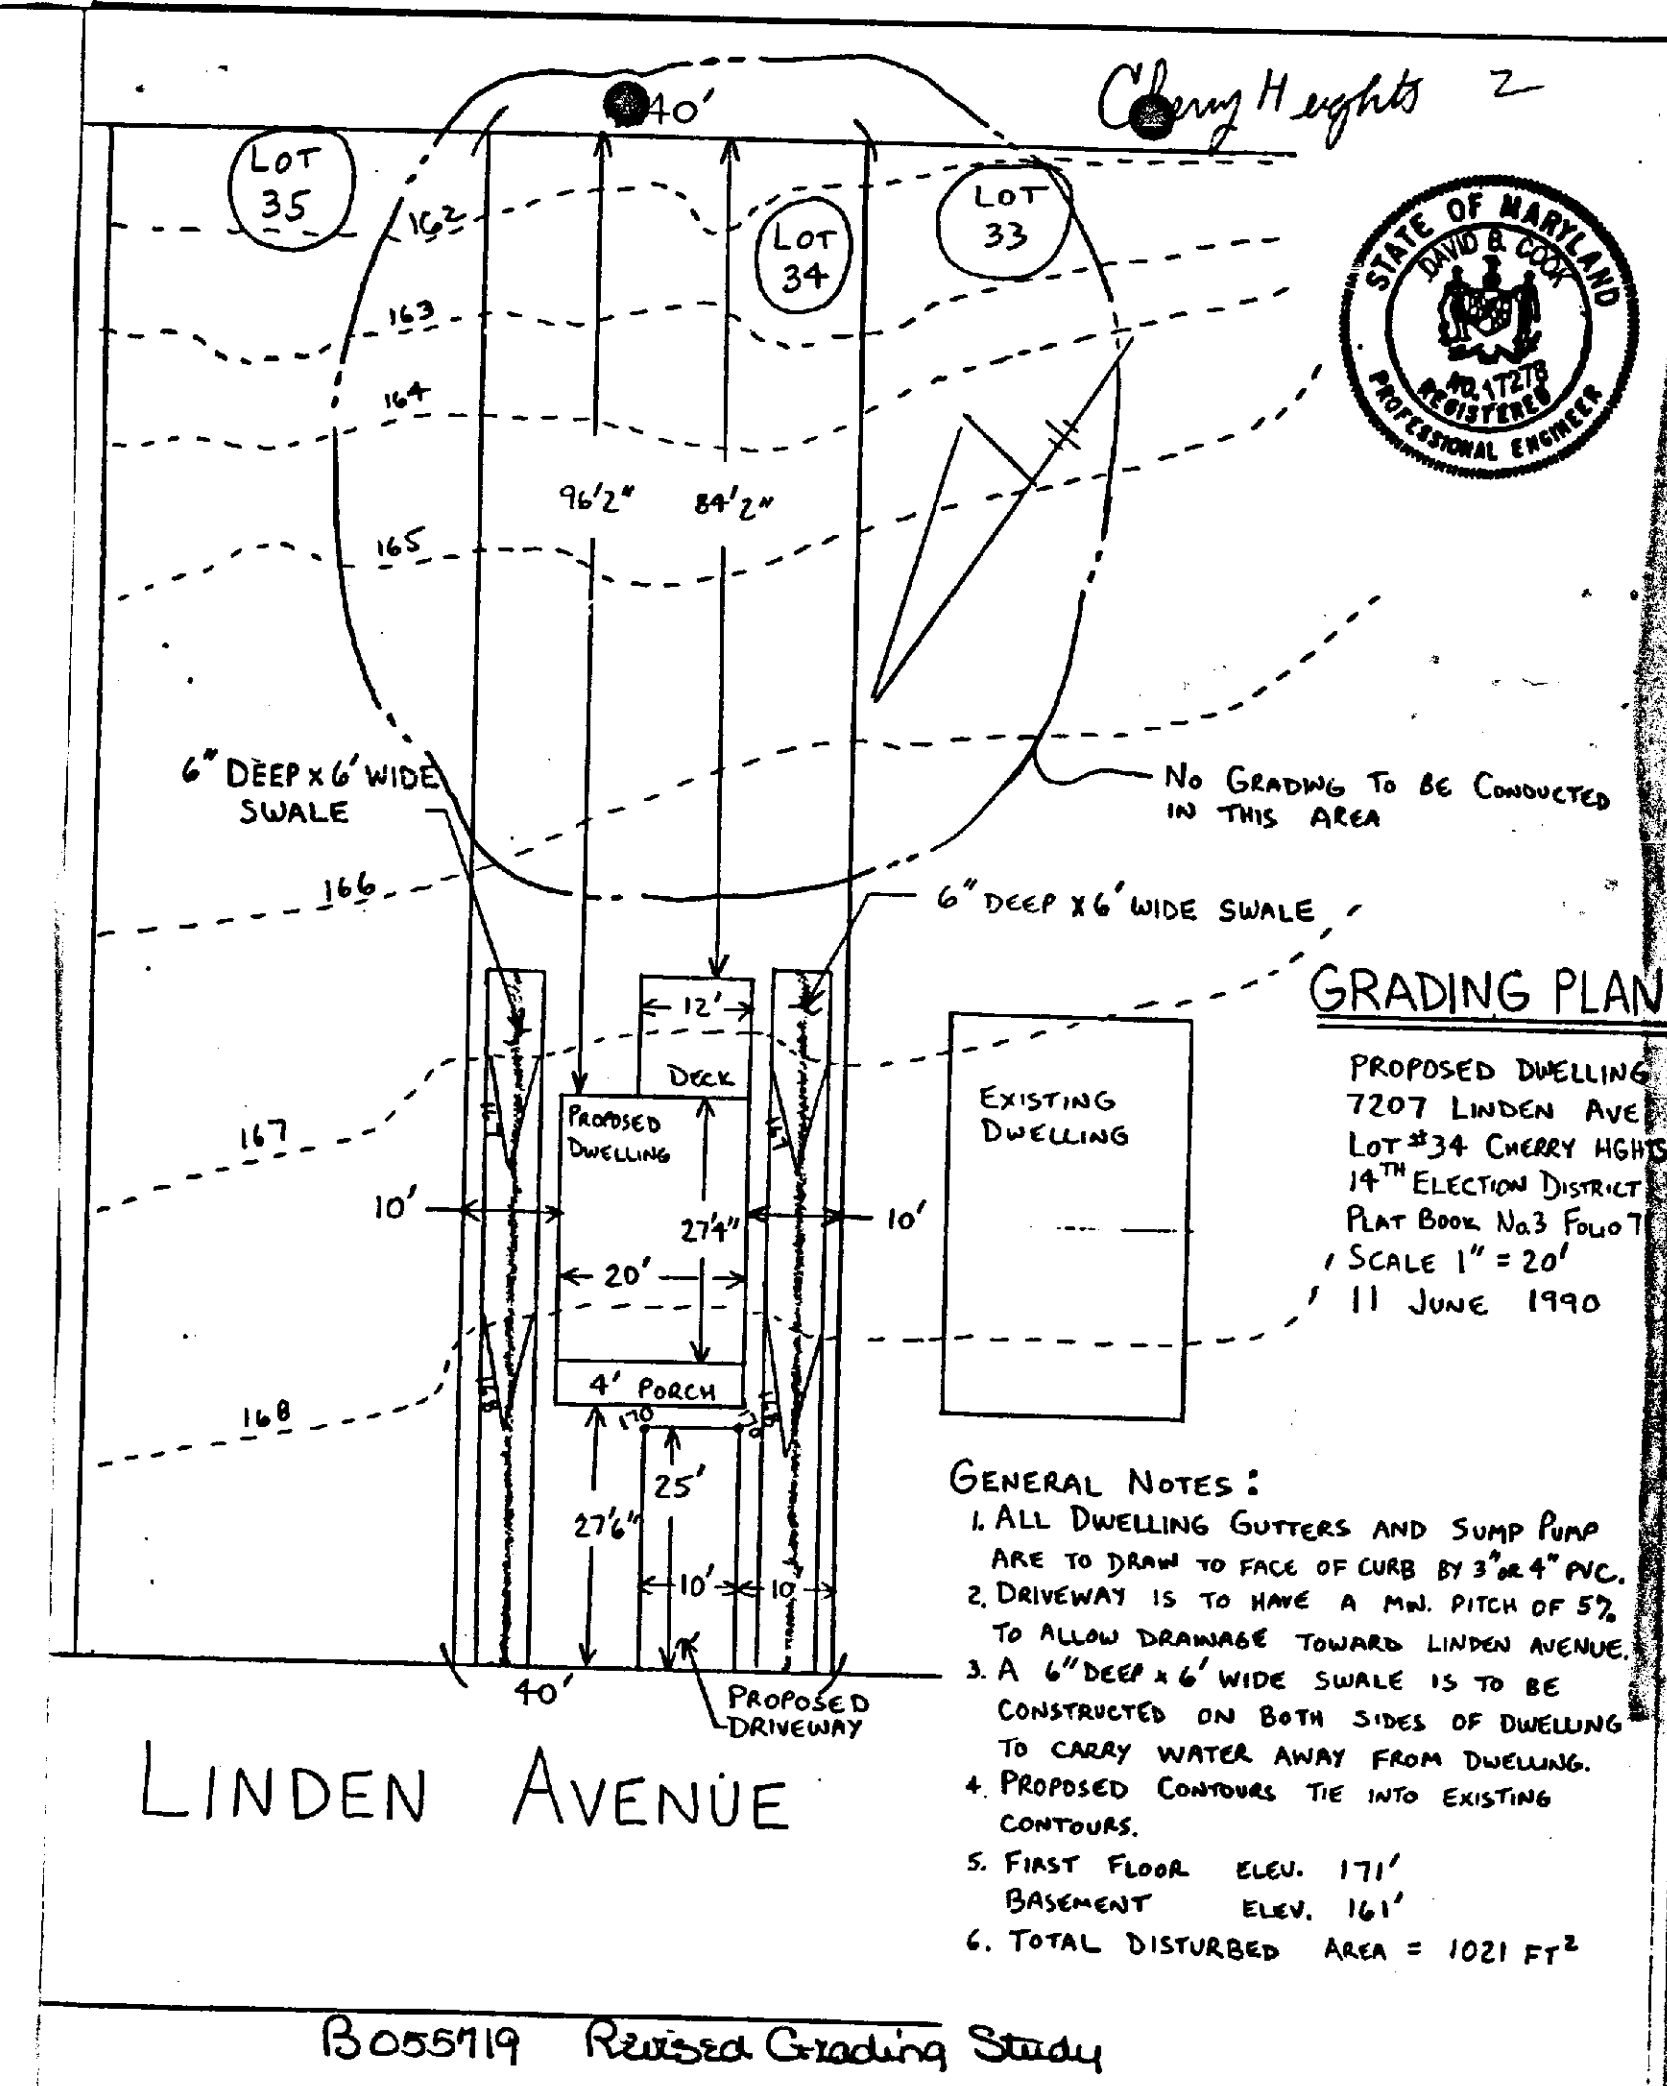 Cherry Heights 2
40'
LOT
35
LOT
34
LOT
33
STATE OF MARYLAND
DAVID B. COOK
NO. 17278
REGISTERED
PROFESSIONAL ENGINEER
162
163
164
96'2" 84'2"
165
6" DEEP x 6' WIDE
SWALE
NO GRADING TO BE CONDUCTED
IN THIS AREA
166
6" DEEP X 6' WIDE SWALE
GRADING PLAN
12'
DECK
PROPOSED
DWELLING
EXISTING
DWELLING
PROPOSED DWELLING
7207 LINDEN AVE
LOT #34 CHERRY HGHTS
14TH ELECTION DISTRICT
PLAT BOOK No.3 FOLIO 7
SCALE 1" = 20'
11 JUNE 1990
167
167
167
10'
27'4"
10'
20'
168
168
168
4' PORCH
170
170
25'
27'6"
10'
10
40'
PROPOSED
DRIVEWAY
LINDEN AVENUE
GENERAL NOTES:
1. ALL DWELLING GUTTERS AND SUMP PUMP
ARE TO DRAW TO FACE OF CURB BY 3" OR 4" PVC.
2. DRIVEWAY IS TO HAVE A MIN. PITCH OF 5%
TO ALLOW DRAINAGE TOWARD LINDEN AVENUE.
3. A 6" DEEP x 6' WIDE SWALE IS TO BE
CONSTRUCTED ON BOTH SIDES OF DWELLING
TO CARRY WATER AWAY FROM DWELLING.
4. PROPOSED CONTOURS TIE INTO EXISTING
CONTOURS.
5. FIRST FLOOR ELEV. 171'
BASEMENT ELEV. 161'
6. TOTAL DISTURBED AREA = 1021 FT2
B055719 Revised Grading Study